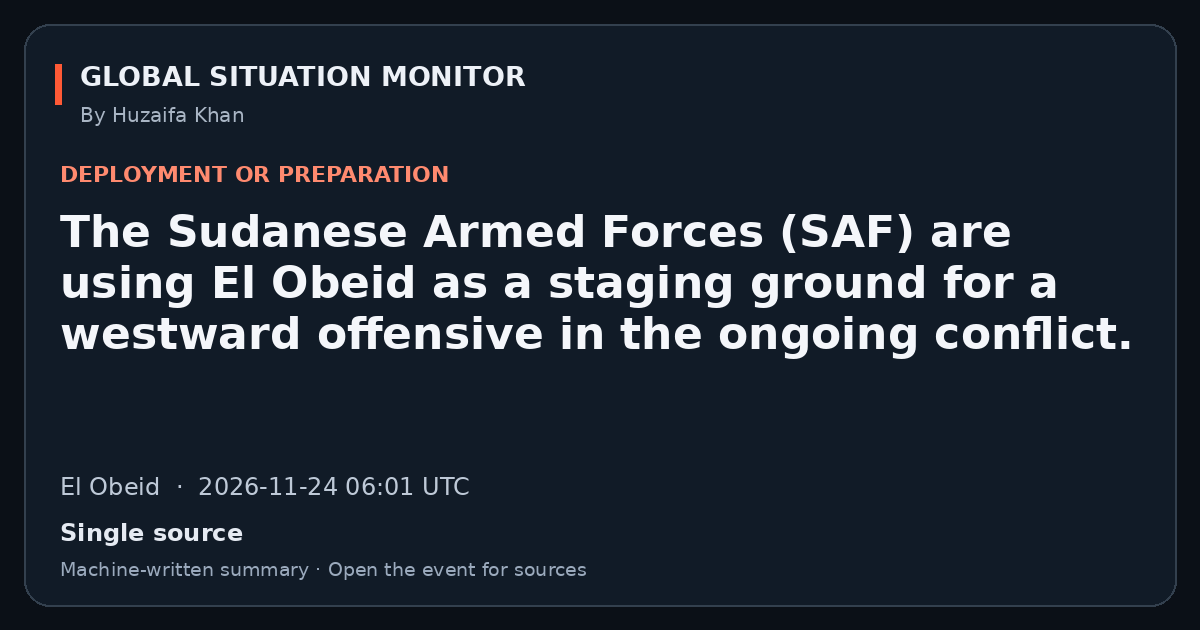 GLOBAL SITUATION MONITOR
By Huzaifa Khan
DEPLOYMENT OR PREPARATION
The Sudanese Armed Forces (SAF) are
using El Obeid as a staging ground for a
westward offensive in the ongoing conflict.
El Obeid · 2026-11-24 06:01 UTC
Single source
Machine-written summary · Open the event for sources